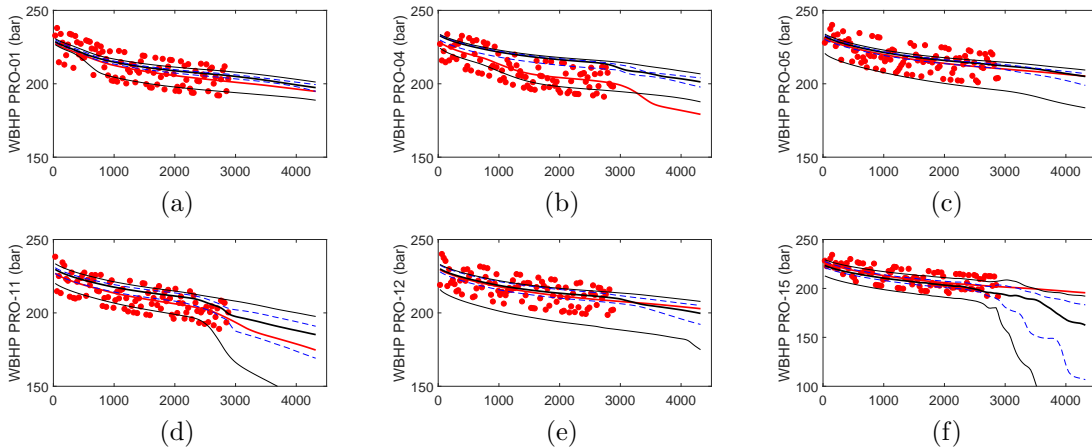 250
200
150
WBHP PRO-01 (bar)
0 1000 2000 3000 4000
(a)
250
200
150
WBHP PRO-04 (bar)
0 1000 2000 3000 4000
(b)
250
200
150
WBHP PRO-05 (bar)
0 1000 2000 3000 4000
(c)
250
200
150
WBHP PRO-11 (bar)
0 1000 2000 3000 4000
(d)
250
200
150
WBHP PRO-12 (bar)
0 1000 2000 3000 4000
(e)
250
200
150
100
WBHP PRO-15 (bar)
0 1000 2000 3000 4000
(f)